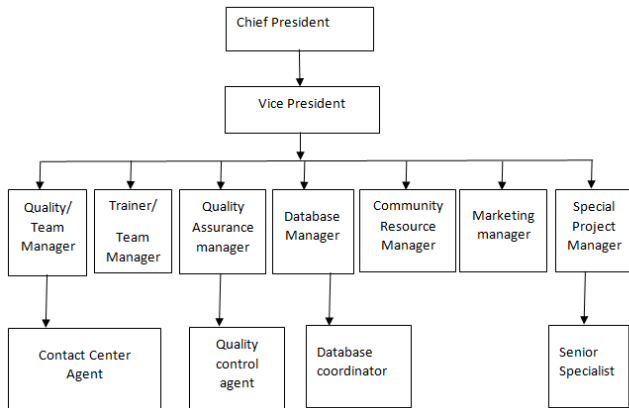 Chief President
Vice President
Quality/
Team
Manager
Trainer/
Team
Manager
Quality
Assurance
manager
Database
Manager
Community
Resource
Manager
Marketing
manager
Special
Project
Manager
Contact Center
Agent
Quality
control
agent
Database
coordinator
Senior
Specialist